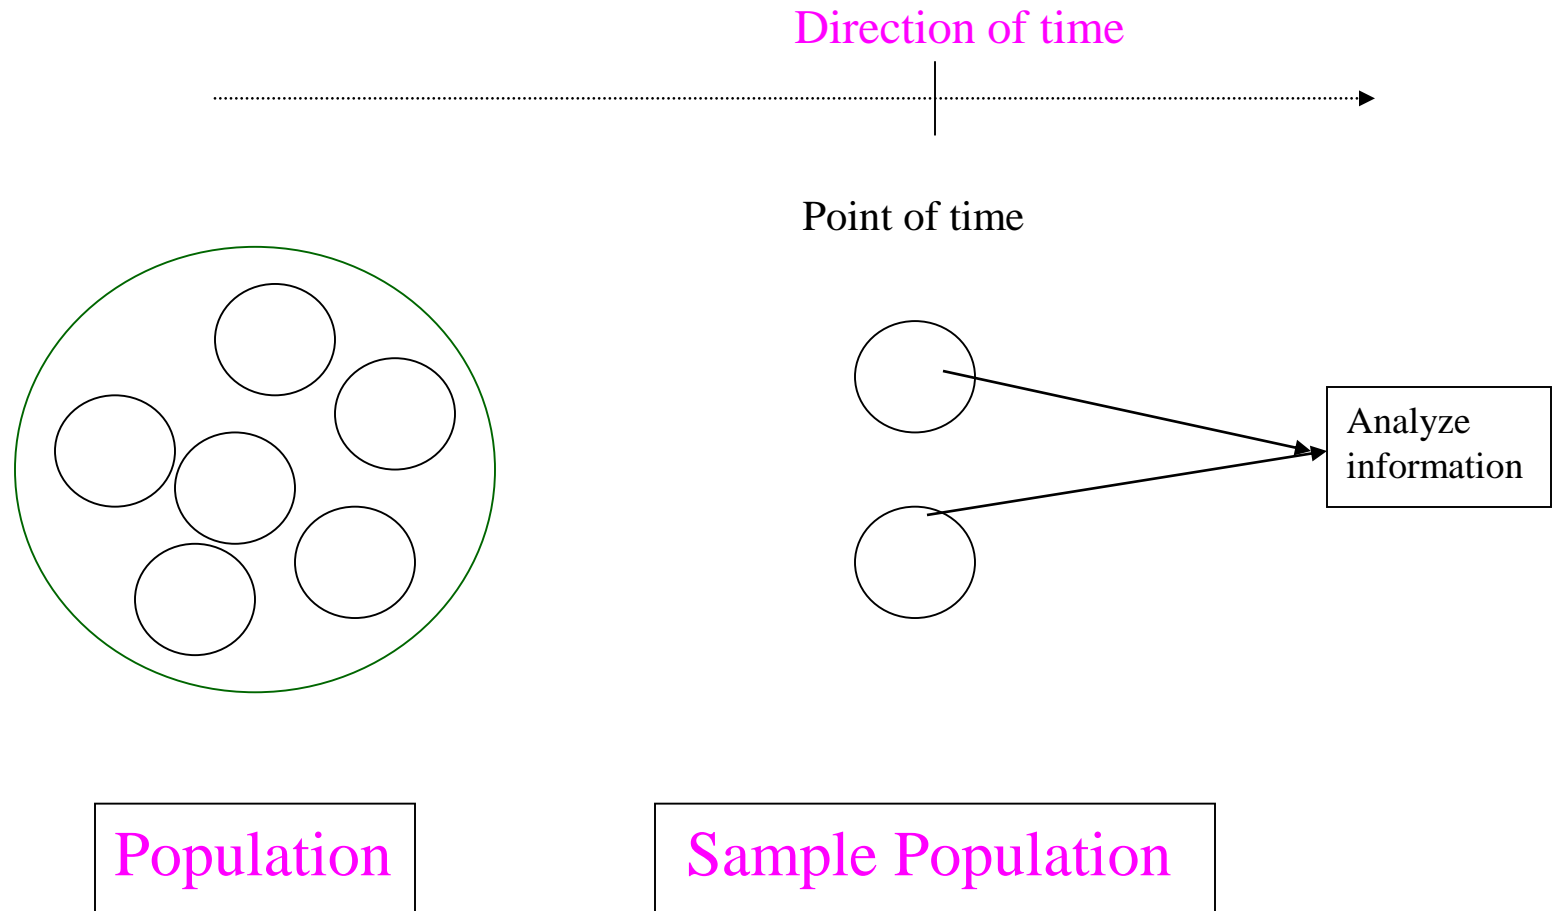 Direction of time
Point of time
Analyze
information
Population
Sample Population